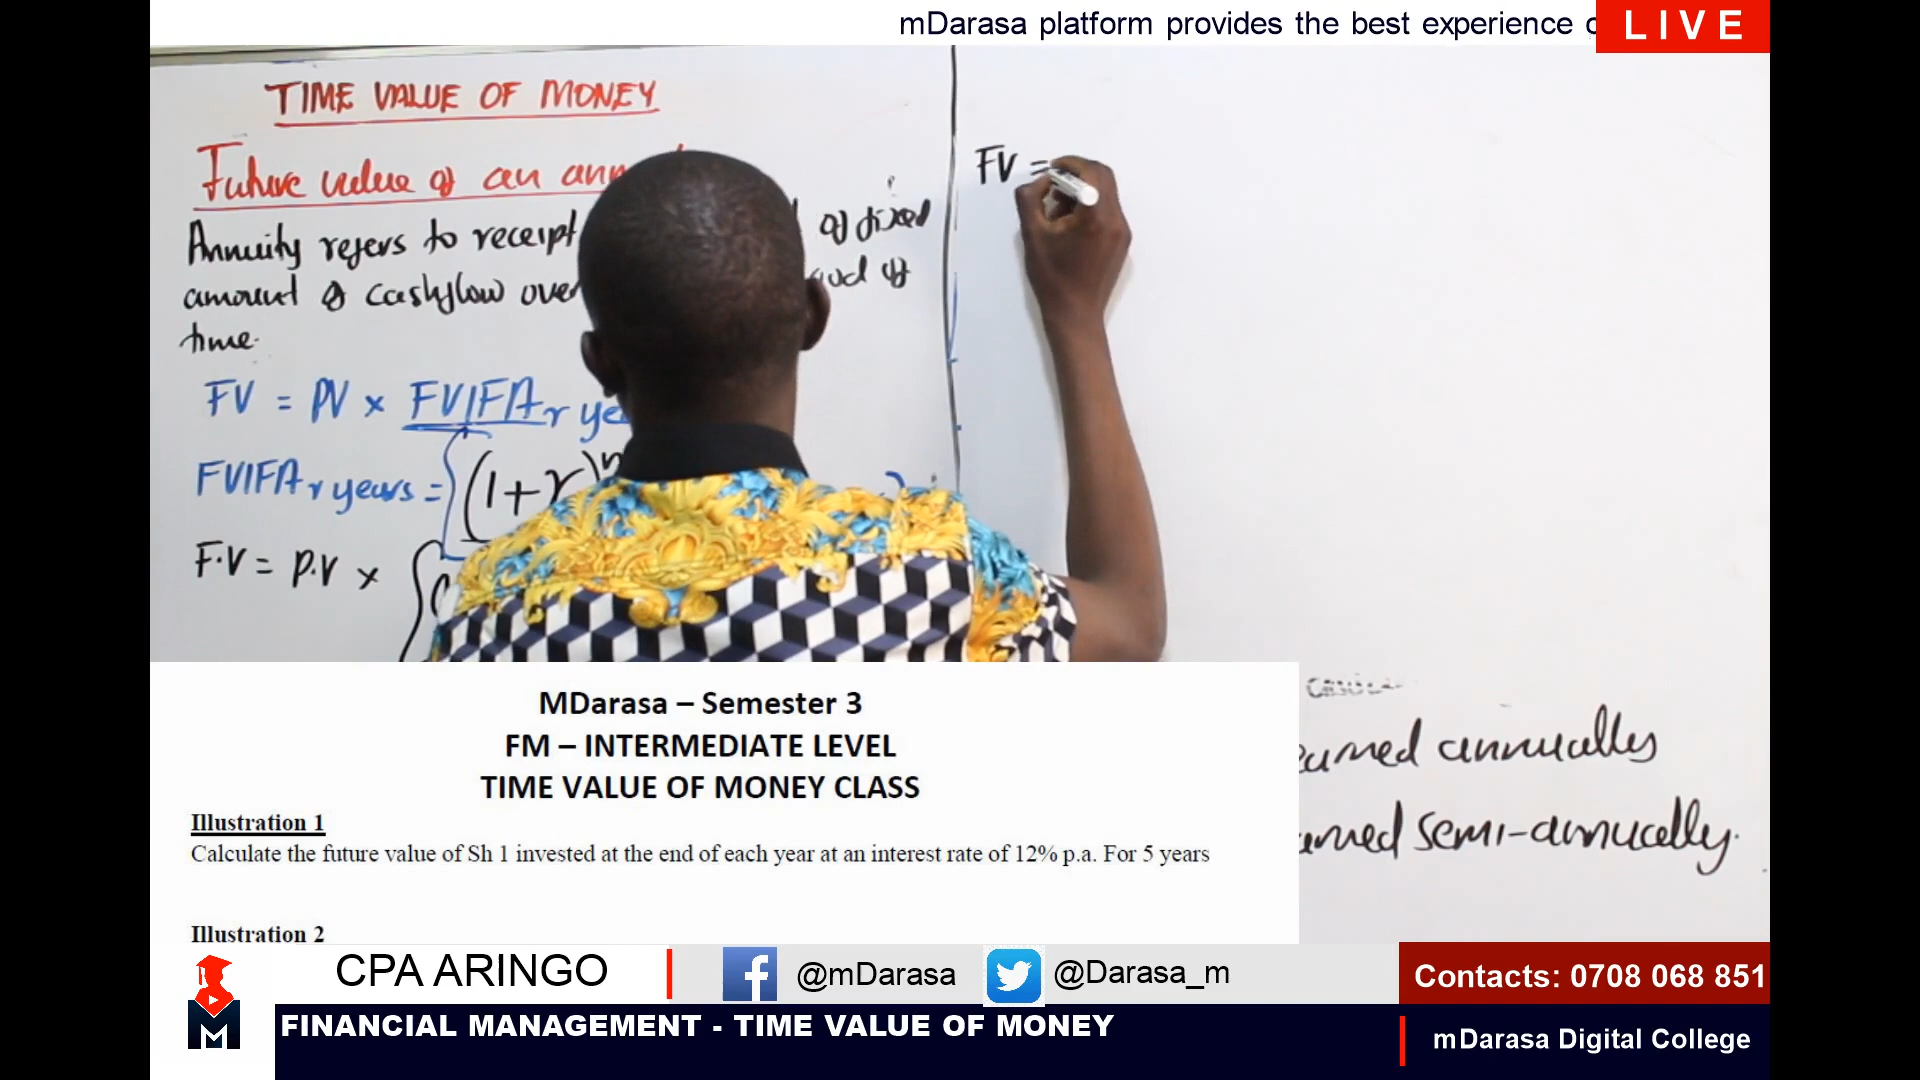 mDarasa platform provides the best experience
LIVE
TIME VALUE OF MONEY
Future value of an
Annuity refers to receipt of fixed
amount of cashflow over of
time.
FV = PV x FVIFA r
FVIFA r years = (1+r)n
F.V = P.V x
FV =
annually
semi-annually.
MDarasa – Semester 3
FM – INTERMEDIATE LEVEL
TIME VALUE OF MONEY CLASS
Illustration 1
Calculate the future value of Sh 1 invested at the end of each year at an interest rate of 12% p.a. For 5 years
Illustration 2
CPA ARINGO
@mDarasa
@Darasa_m
Contacts: 0708 068 851
M
FINANCIAL MANAGEMENT - TIME VALUE OF MONEY
mDarasa Digital College